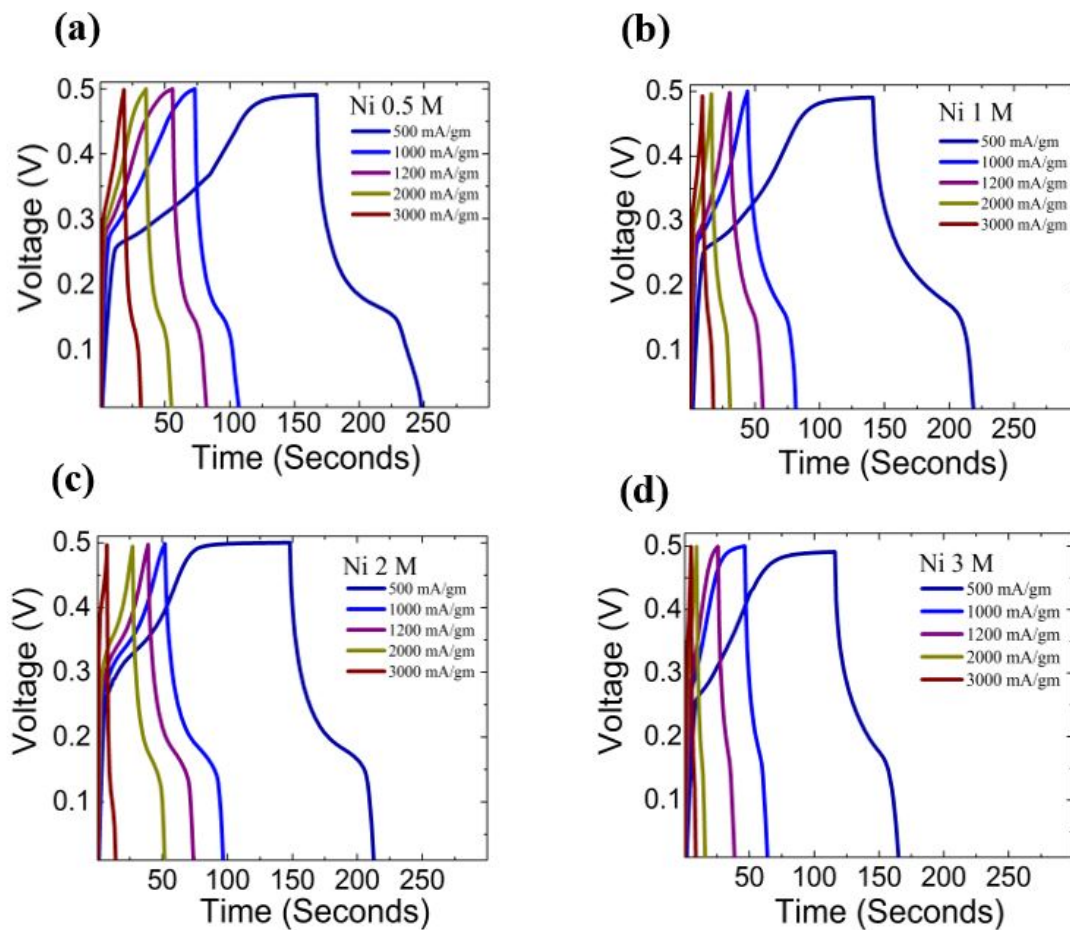 (a)
Ni 0.5 M
500 mA/gm
1000 mA/gm
1200 mA/gm
2000 mA/gm
3000 mA/gm
Voltage (V)
0.5
0.4
0.3
0.2
0.1
50 100 150 200 250
Time (Seconds)
(b)
Ni 1 M
500 mA/gm
1000 mA/gm
1200 mA/gm
2000 mA/gm
3000 mA/gm
Voltage (V)
0.5
0.4
0.3
0.2
0.1
50 100 150 200 250
Time (Seconds)
(c)
Ni 2 M
500 mA/gm
1000 mA/gm
1200 mA/gm
2000 mA/gm
3000 mA/gm
Voltage (V)
0.5
0.4
0.3
0.2
0.1
50 100 150 200 250
Time (Seconds)
(d)
Ni 3 M
500 mA/gm
1000 mA/gm
1200 mA/gm
2000 mA/gm
3000 mA/gm
Voltage (V)
0.5
0.4
0.3
0.2
0.1
50 100 150 200 250
Time (Seconds)